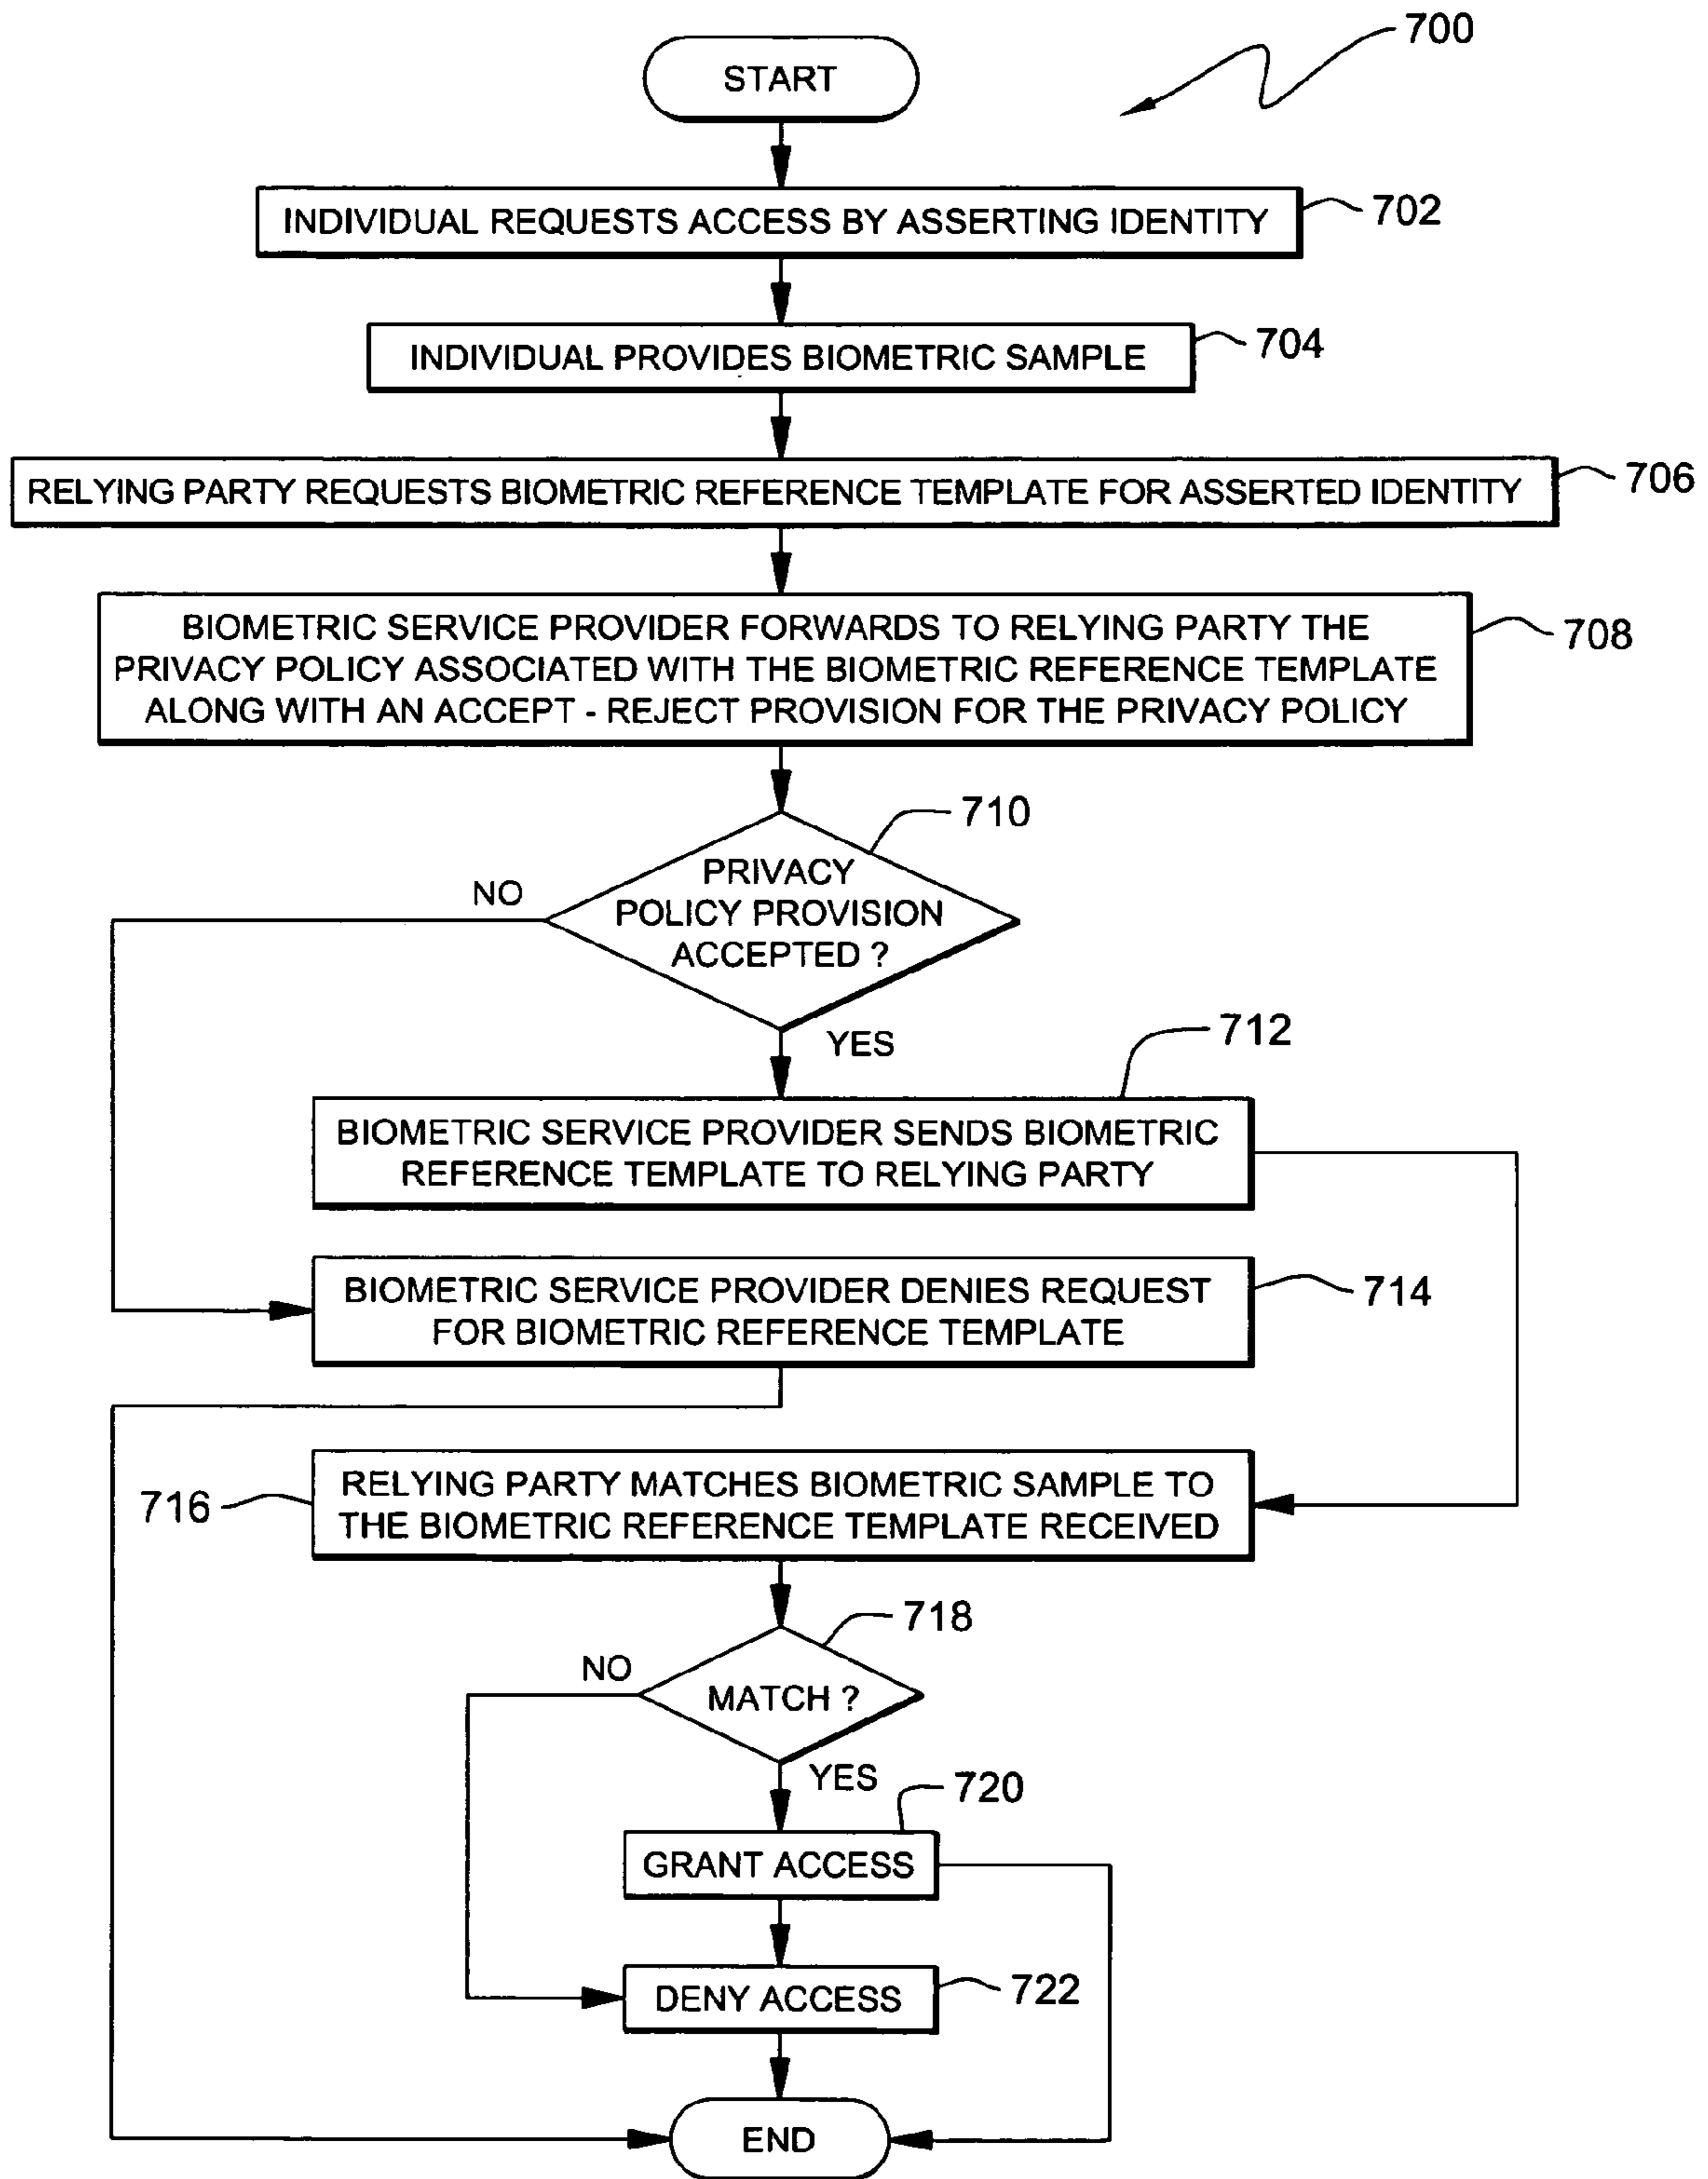 700
START
INDIVIDUAL REQUESTS ACCESS BY ASSERTING IDENTITY
702
INDIVIDUAL PROVIDES BIOMETRIC SAMPLE
704
RELYING PARTY REQUESTS BIOMETRIC REFERENCE TEMPLATE FOR ASSERTED IDENTITY
706
BIOMETRIC SERVICE PROVIDER FORWARDS TO RELYING PARTY THE
PRIVACY POLICY ASSOCIATED WITH THE BIOMETRIC REFERENCE TEMPLATE
ALONG WITH AN ACCEPT - REJECT PROVISION FOR THE PRIVACY POLICY
708
710
PRIVACY
POLICY PROVISION
ACCEPTED ?
NO
YES
712
BIOMETRIC SERVICE PROVIDER SENDS BIOMETRIC
REFERENCE TEMPLATE TO RELYING PARTY
BIOMETRIC SERVICE PROVIDER DENIES REQUEST
FOR BIOMETRIC REFERENCE TEMPLATE
714
RELYING PARTY MATCHES BIOMETRIC SAMPLE TO
THE BIOMETRIC REFERENCE TEMPLATE RECEIVED
716
718
NO
MATCH ?
YES
720
GRANT ACCESS
DENY ACCESS
722
END